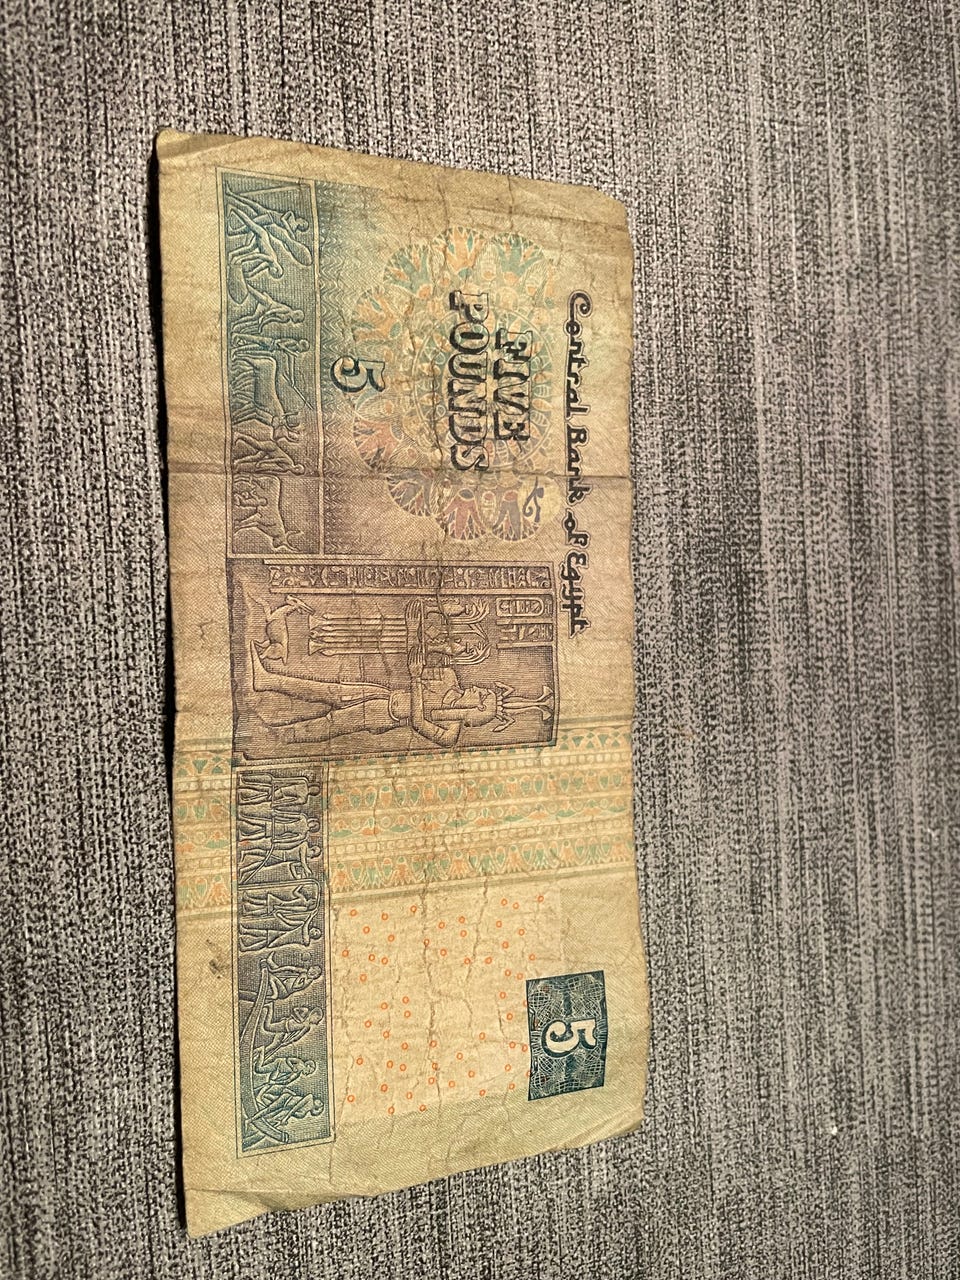 Central Bank of Egypt
FIVE
POUNDS
5
5